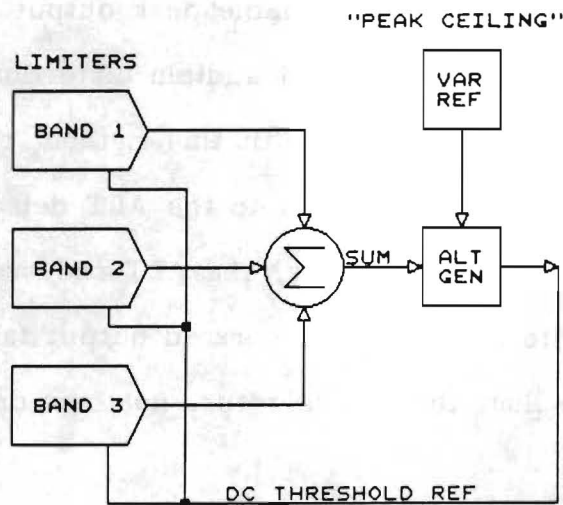 "PEAK CEILING"
LIMITERS
VAR
REF
BAND 1
BAND 2
Σ
SUM
ALT
GEN
BAND 3
DC THRESHOLD REF